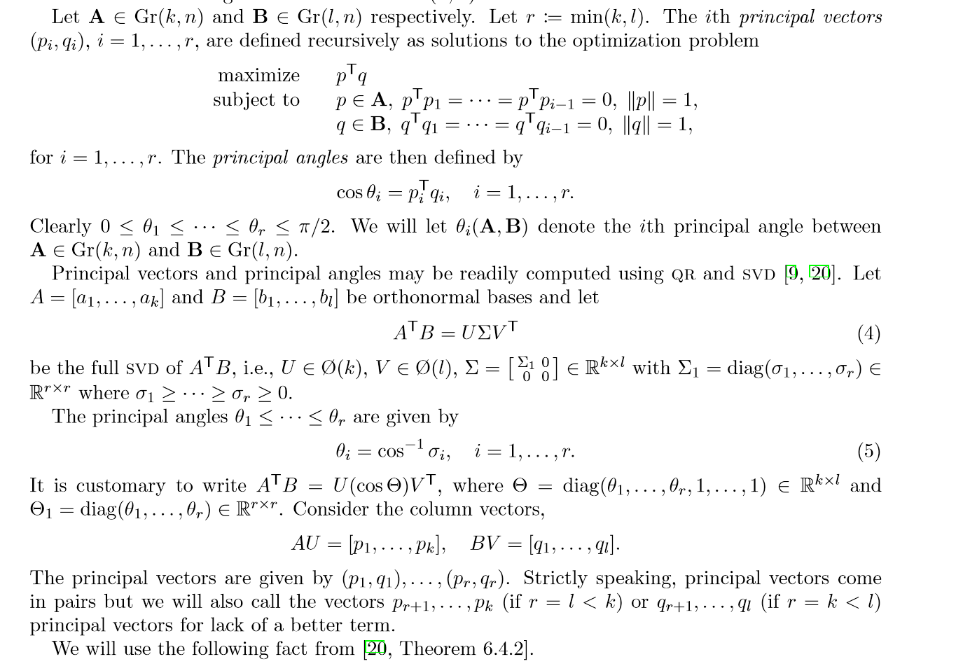 Let A ∈ Gr(k, n) and B ∈ Gr(l, n) respectively. Let r := min(k, l). The ith principal vectors
(pᵢ, qᵢ), i = 1, . . . , r, are defined recursively as solutions to the optimization problem
maximize pᵀq
subject to p ∈ A, pᵀp₁ = · · · = pᵀpᵢ₋₁ = 0, ‖p‖ = 1,
q ∈ B, qᵀq₁ = · · · = qᵀqᵢ₋₁ = 0, ‖q‖ = 1,
for i = 1, . . . , r. The principal angles are then defined by
cos θᵢ = pᵢᵀqᵢ, i = 1, . . . , r.
Clearly 0 ≤ θ₁ ≤ · · · ≤ θᵣ ≤ π/2. We will let θᵢ(A, B) denote the ith principal angle between
A ∈ Gr(k, n) and B ∈ Gr(l, n).
Principal vectors and principal angles may be readily computed using QR and SVD [9, 20]. Let
A = [a₁, . . . , aₖ] and B = [b₁, . . . , bₗ] be orthonormal bases and let
AᵀB = UΣVᵀ (4)
be the full SVD of AᵀB, i.e., U ∈ Ø(k), V ∈ Ø(l), Σ = [Σ₁ 0 0 0] ∈ ℝᵏˣˡ with Σ₁ = diag(σ₁, . . . , σᵣ) ∈
ℝʳˣʳ where σ₁ ≥ · · · ≥ σᵣ ≥ 0.
The principal angles θ₁ ≤ · · · ≤ θᵣ are given by
θᵢ = cos⁻¹ σᵢ, i = 1, . . . , r. (5)
It is customary to write AᵀB = U(cos Θ)Vᵀ, where Θ = diag(θ₁, . . . , θᵣ, 1, . . . , 1) ∈ ℝᵏˣˡ and
Θ₁ = diag(θ₁, . . . , θᵣ) ∈ ℝʳˣʳ. Consider the column vectors,
AU = [p₁, . . . , pₖ], BV = [q₁, . . . , qₗ].
The principal vectors are given by (p₁, q₁), . . . , (pᵣ, qᵣ). Strictly speaking, principal vectors come
in pairs but we will also call the vectors pᵣ₊₁, . . . , pₖ (if r = l < k) or qᵣ₊₁, . . . , qₗ (if r = k < l)
principal vectors for lack of a better term.
We will use the following fact from [20, Theorem 6.4.2].